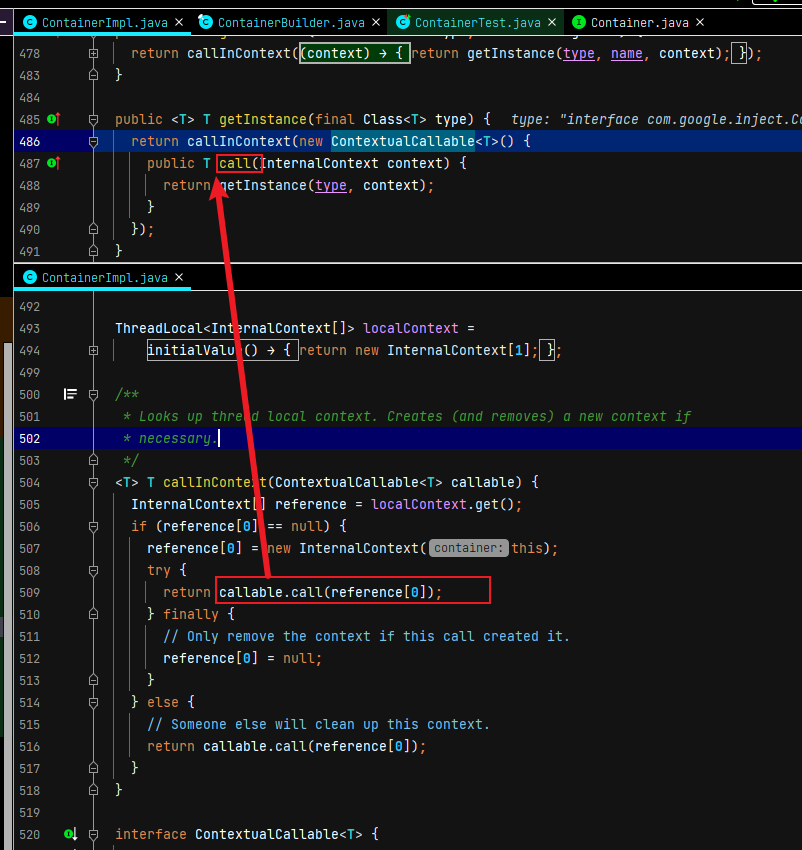 ContainerImpl.java × ContainerBuilder.java × ContainerTest.java × Container.java ×
478 return callInContext((context) → { return getInstance(type, name, context); });
483 }
484
485 public <T> T getInstance(final Class<T> type) { type: "interface com.google.inject.Co
486 return callInContext(new ContextualCallable<T>() {
487 public T call(InternalContext context) {
488 return getInstance(type, context);
489 }
490 });
491 }
ContainerImpl.java ×
492
493 ThreadLocal<InternalContext[]> localContext =
494 initialValue() → { return new InternalContext[1]; };
499
500 /**
501 * Looks up thread local context. Creates (and removes) a new context if
502 * necessary.
503 */
504 <T> T callInContext(ContextualCallable<T> callable) {
505 InternalContext[] reference = localContext.get();
506 if (reference[0] == null) {
507 reference[0] = new InternalContext( container: this);
508 try {
509 return callable.call(reference[0]);
510 } finally {
511 // Only remove the context if this call created it.
512 reference[0] = null;
513 }
514 } else {
515 // Someone else will clean up this context.
516 return callable.call(reference[0]);
517 }
518 }
519
520 interface ContextualCallable<T> {